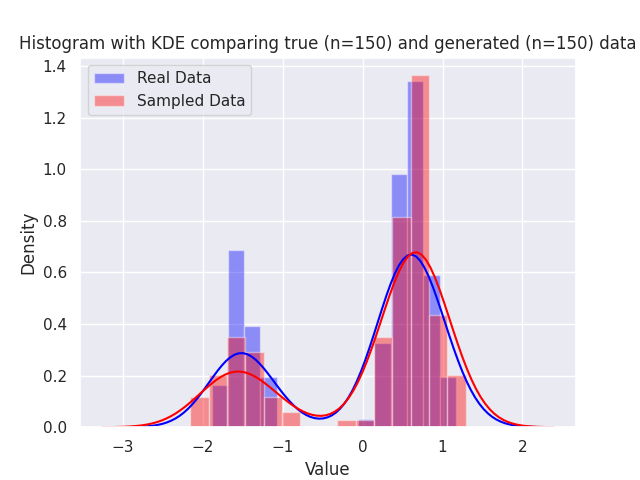 Histogram with KDE comparing true (n=150) and generated (n=150) data
Real Data
Sampled Data
Density
1.4
1.2
1.0
0.8
0.6
0.4
0.2
0.0
−3 −2 −1 0 1 2
Value